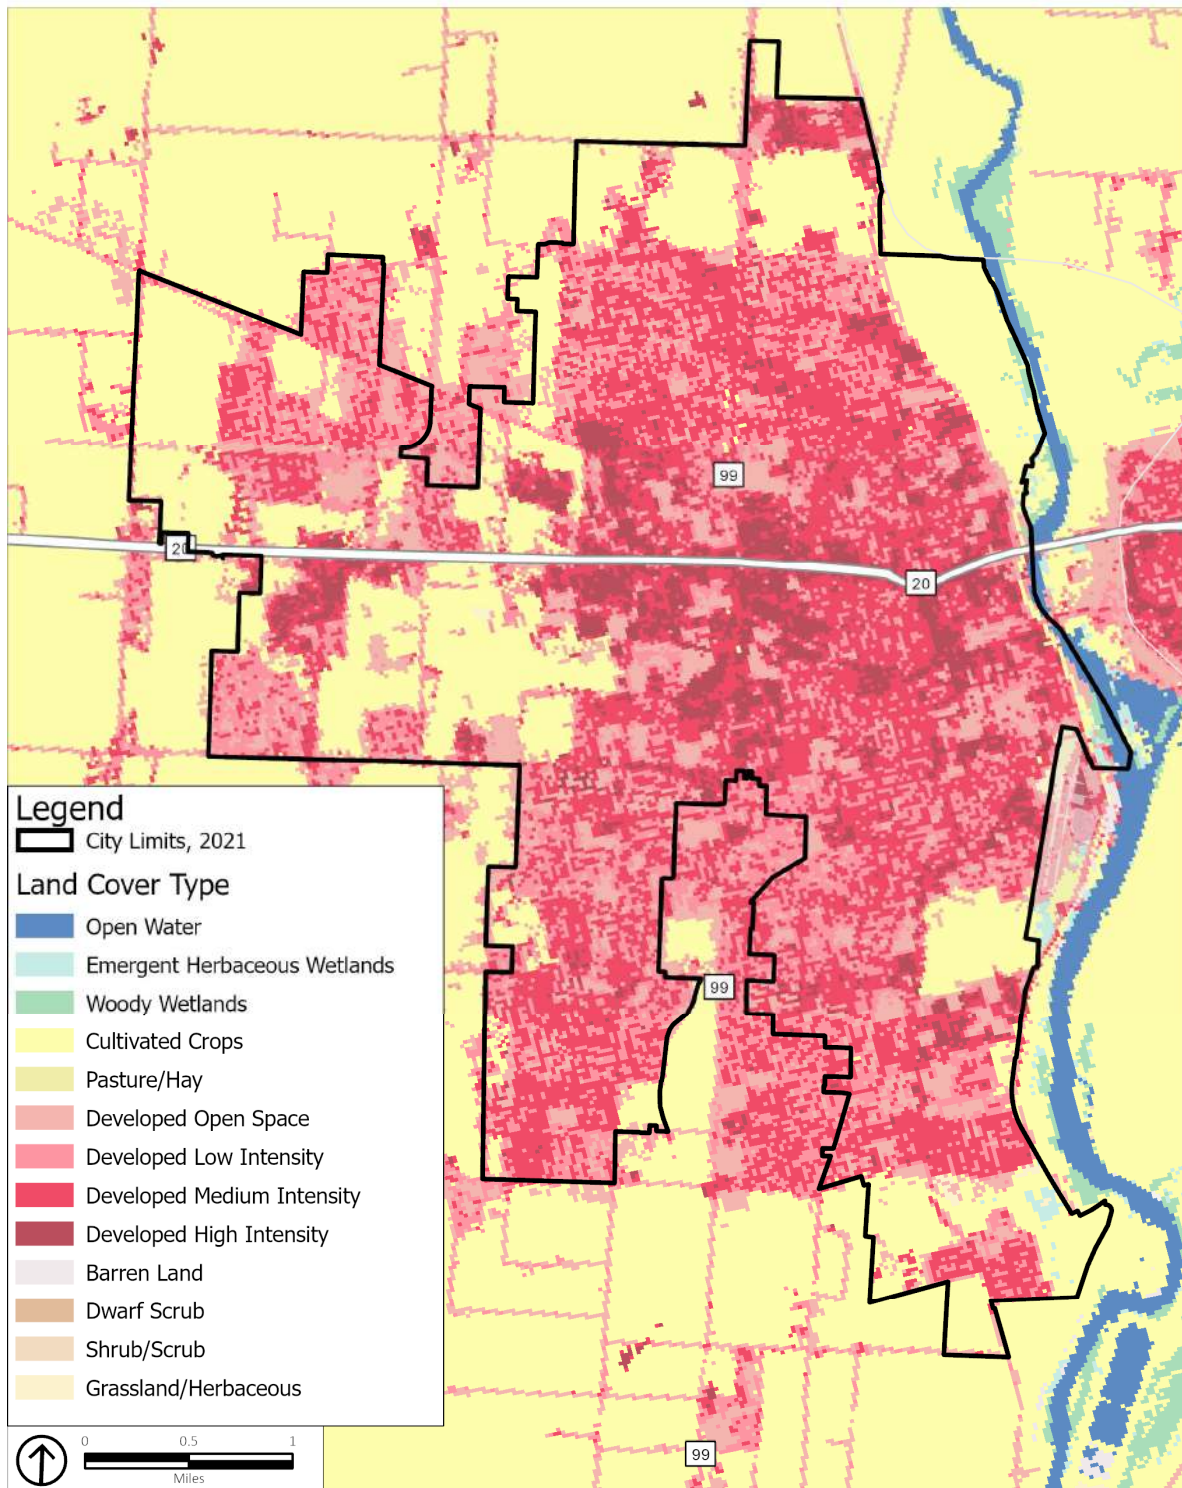 99
20
20
99
Legend
City Limits, 2021
Land Cover Type
Open Water
Emergent Herbaceous Wetlands
Woody Wetlands
Cultivated Crops
Pasture/Hay
Developed Open Space
Developed Low Intensity
Developed Medium Intensity
Developed High Intensity
Barren Land
Dwarf Scrub
Shrub/Scrub
Grassland/Herbaceous
0 0.5 1
Miles
99